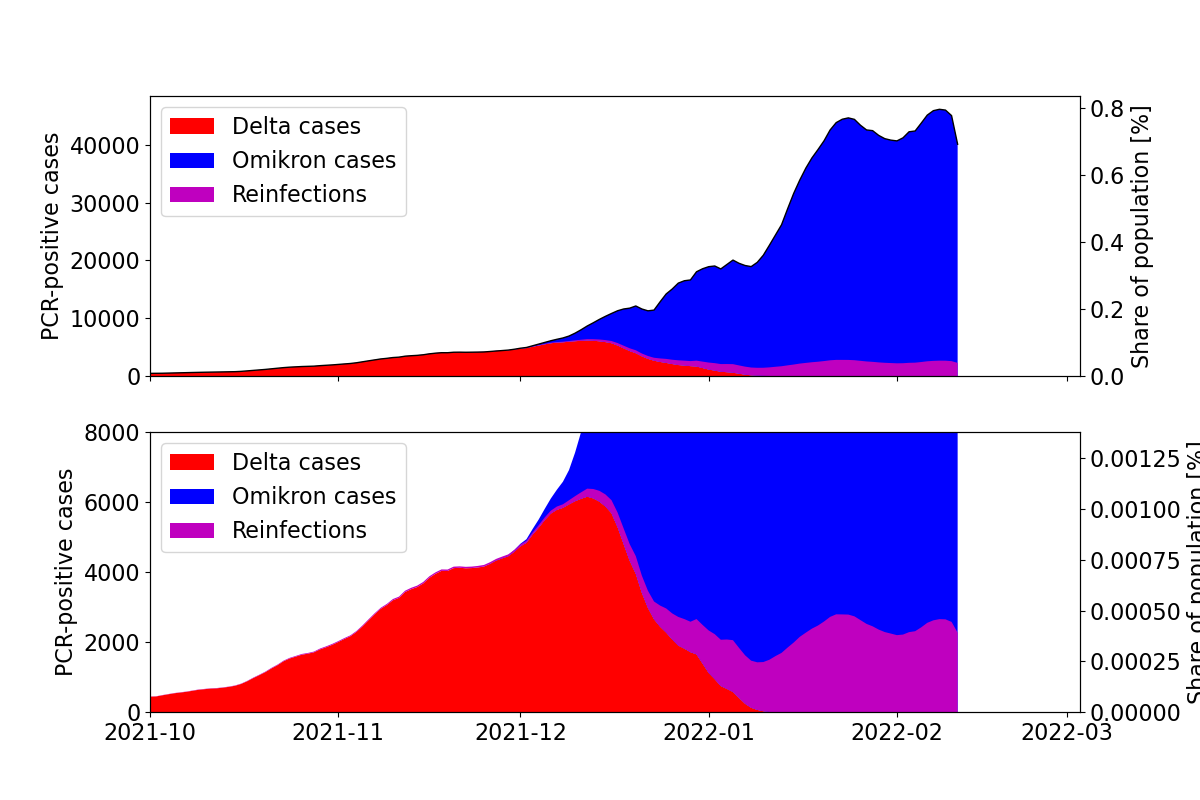 PCR-positive cases
40000
30000
20000
10000
0
Delta cases
Omikron cases
Reinfections
0.8
0.6
0.4
0.2
0.0
Share of population [%]
PCR-positive cases
8000
6000
4000
2000
0
Delta cases
Omikron cases
Reinfections
0.00125
0.00100
0.00075
0.00050
0.00025
0.00000
Share of population [%]
2021-10 2021-11 2021-12 2022-01 2022-02 2022-03